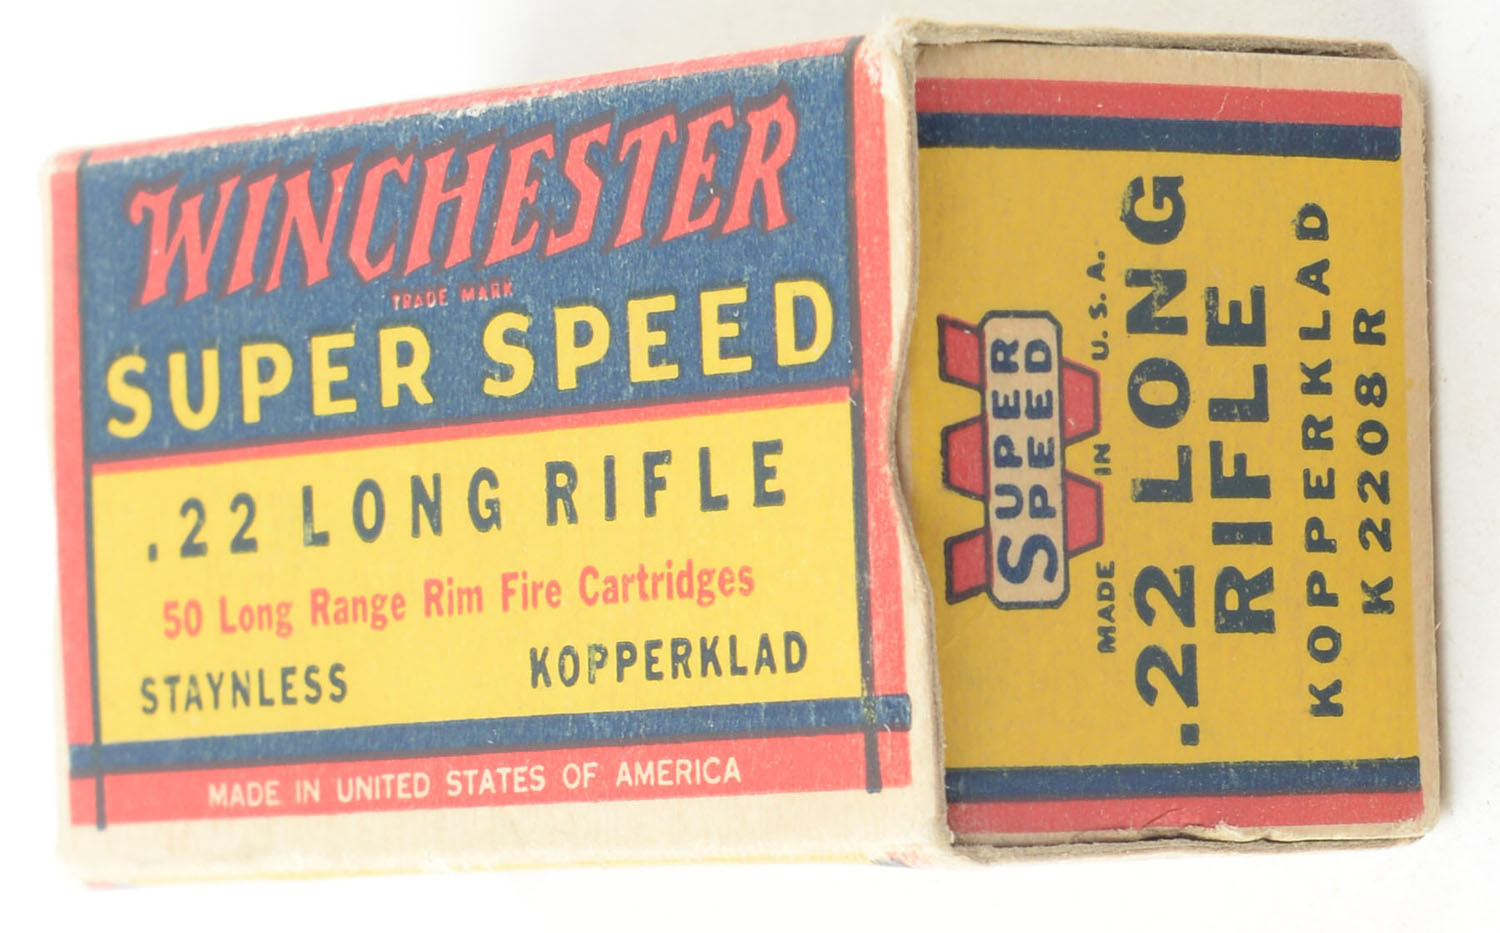 WINCHESTER
TRADE MARK
SUPER SPEED
.22 LONG RIFLE
50 Long Range Rim Fire Cartridges
STAYNLESS KOPPERKLAD
MADE IN UNITED STATES OF AMERICA
W
SUPER
SPEED
MADE IN U.S.A.
.22 LONG
RIFLE
KOPPERKLAD
K2208R